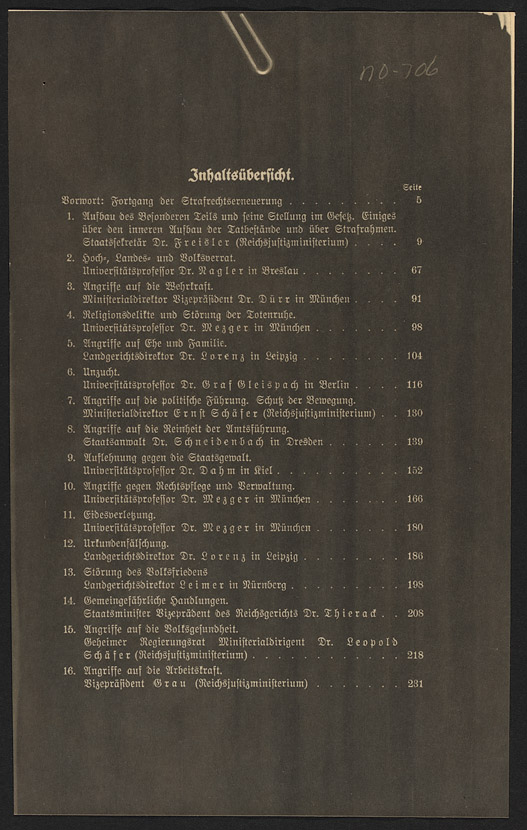 NO-706
Inhaltsübersicht.
Seite
Vorwort: Fortgang der Strafrechtserneuerung . . . . . . . . . . 5
1. Aufbau des Besonderen Teils und seine Stellung im Gesetz. Einiges
über den inneren Aufbau der Tatbestände und über Strafrahmen.
Staatssekretär Dr. Freisler (Reichsjustizministerium) . . . . 9
2. Hoch-, Landes- und Volksverrat.
Universitätsprofessor Dr. Nagler in Breslau . . . . . . . . 67
3. Angriffe auf die Wehrkraft.
Ministerialdirektor Vizepräsident Dr. Dürr in München . . . . 91
4. Religionsdelikte und Störung der Totenruhe.
Universitätsprofessor Dr. Mezger in München . . . . . . . 98
5. Angriffe auf Ehe und Familie.
Landgerichtsdirektor Dr. Lorenz in Leipzig . . . . . . . . 104
6. Unzucht.
Universitätsprofessor Dr. Graf Gleispach in Berlin . . . . 116
7. Angriffe auf die politische Führung. Schutz der Bewegung.
Ministerialdirektor Ernst Schäfer (Reichsjustizministerium) . . 130
8. Angriffe auf die Reinheit der Amtsführung.
Staatsanwalt Dr. Schneidenbach in Dresden . . . . . . 139
9. Auflehnung gegen die Staatsgewalt.
Universitätsprofessor Dr. Dahm in Kiel . . . . . . . . . . 152
10. Angriffe gegen Rechtspflege und Verwaltung.
Universitätsprofessor Dr. Mezger in München . . . . . . . 166
11. Eidesverletzung.
Universitätsprofessor Dr. Mezger in München . . . . . . . 180
12. Urkundenfälschung.
Landgerichtsdirektor Dr. Lorenz in Leipzig . . . . . . . . 186
13. Störung des Volksfriedens
Landgerichtsdirektor Leimer in Nürnberg . . . . . . . . . 198
14. Gemeingefährliche Handlungen.
Staatsminister Vizepräsident des Reichsgerichts Dr. Thierack . . 208
15. Angriffe auf die Volksgesundheit.
Geheimer Regierungsrat Ministerialdirigent Dr. Leopold
Schäfer (Reichsjustizministerium) . . . . . . . . . . . . 218
16. Angriffe auf die Arbeitskraft.
Vizepräsident Grau (Reichsjustizministerium) . . . . . . . 231